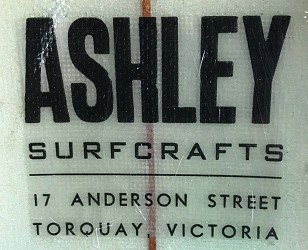 ASHLEY
SURFCRAFTS
17 ANDERSON STREET
TORQUAY, VICTORIA